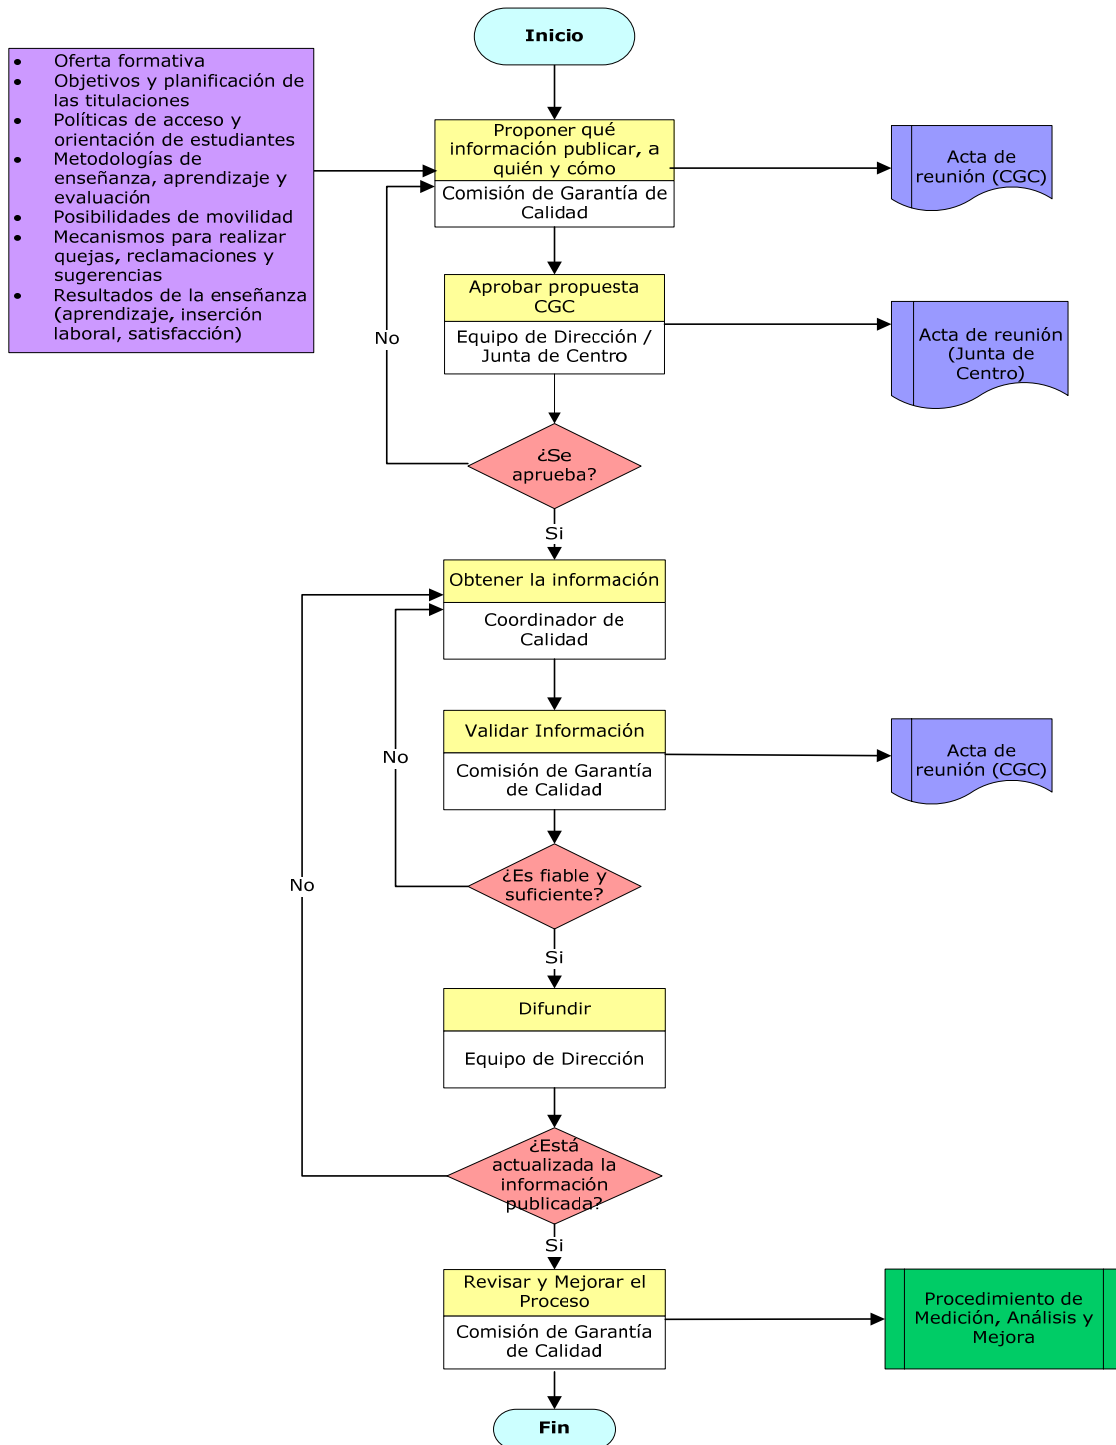 Inicio
• Oferta formativa
• Objetivos y planificación de
las titulaciones
• Políticas de acceso y
orientación de estudiantes
• Metodologías de
enseñanza, aprendizaje y
evaluación
• Posibilidades de movilidad
• Mecanismos para realizar
quejas, reclamaciones y
sugerencias
• Resultados de la enseñanza
(aprendizaje, inserción
laboral, satisfacción)
Proponer qué
información publicar, a
quién y cómo
Comisión de Garantía de
Calidad
Acta de
reunión (CGC)
Aprobar propuesta
CGC
Equipo de Dirección /
Junta de Centro
Acta de reunión
(Junta de
Centro)
No
¿Se
aprueba?
Si
Obtener la información
Coordinador de
Calidad
Validar Información
Comisión de Garantía
de Calidad
Acta de
reunión (CGC)
No
¿Es fiable y
suficiente?
No
Si
Difundir
Equipo de Dirección
¿Está
actualizada la
información
publicada?
Si
Revisar y Mejorar el
Proceso
Comisión de Garantía
de Calidad
Procedimiento de
Medición, Análisis y
Mejora
Fin